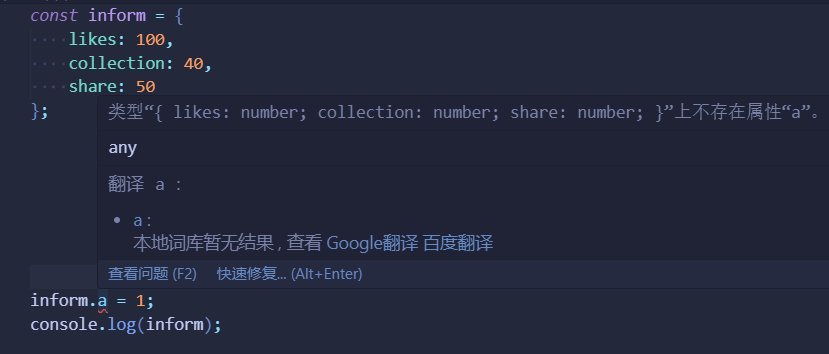 const inform = {
····likes: 100,
····collection: 40,
····share: 50
};
类型“{ likes: number; collection: number; share: number; }”上不存在属性“a”。
any
翻译 a :
• a :
本地词库暂无结果 , 查看 Google翻译 百度翻译
查看问题 (F2) 快速修复... (Alt+Enter)
inform.a = 1;
console.log(inform);